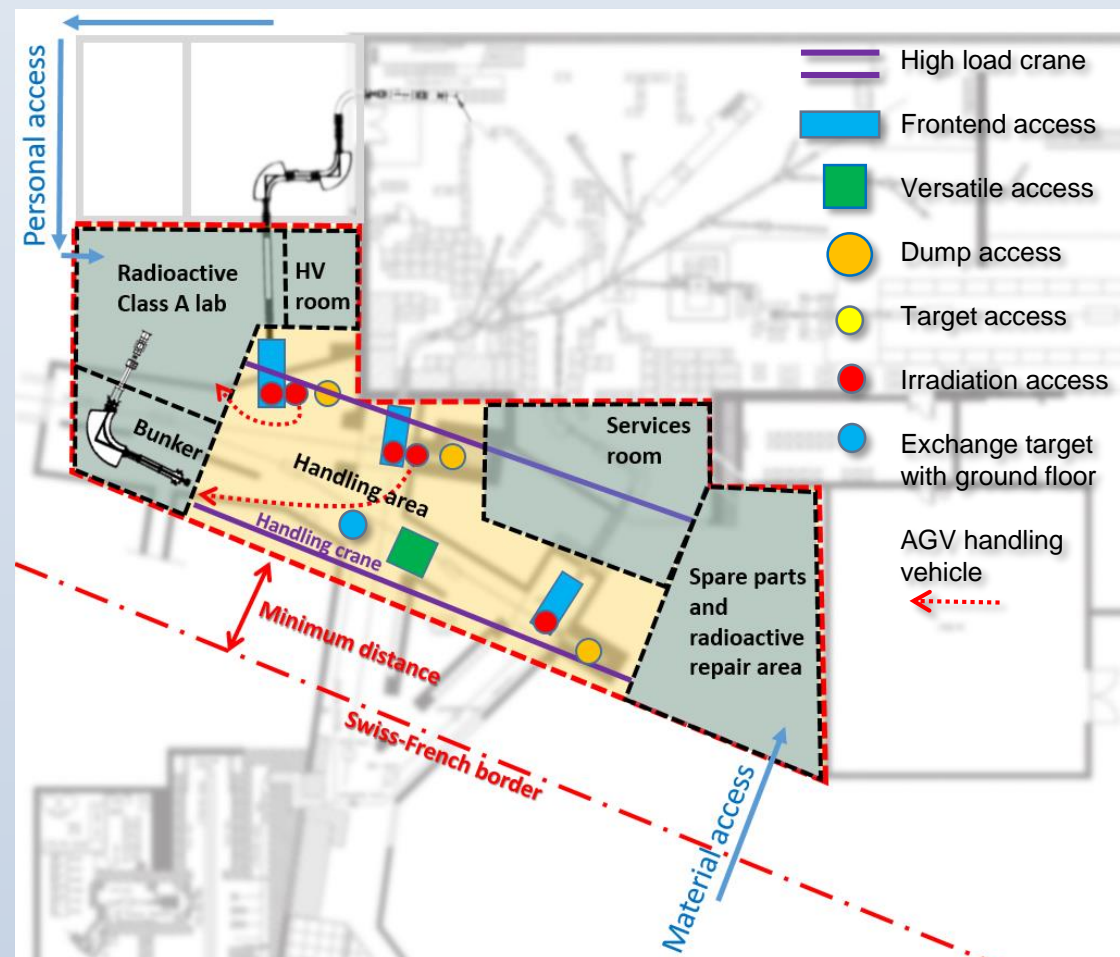 Personal access
Radioactive
Class A lab
HV
room
Bunker
Handling area
Handling crane
Services
room
Spare parts
and
radioactive
repair area
Minimum distance
Swiss-French border
Material access
High load crane
Frontend access
Versatile access
Dump access
Target access
Irradiation access
Exchange target
with ground floor
AGV handling
vehicle